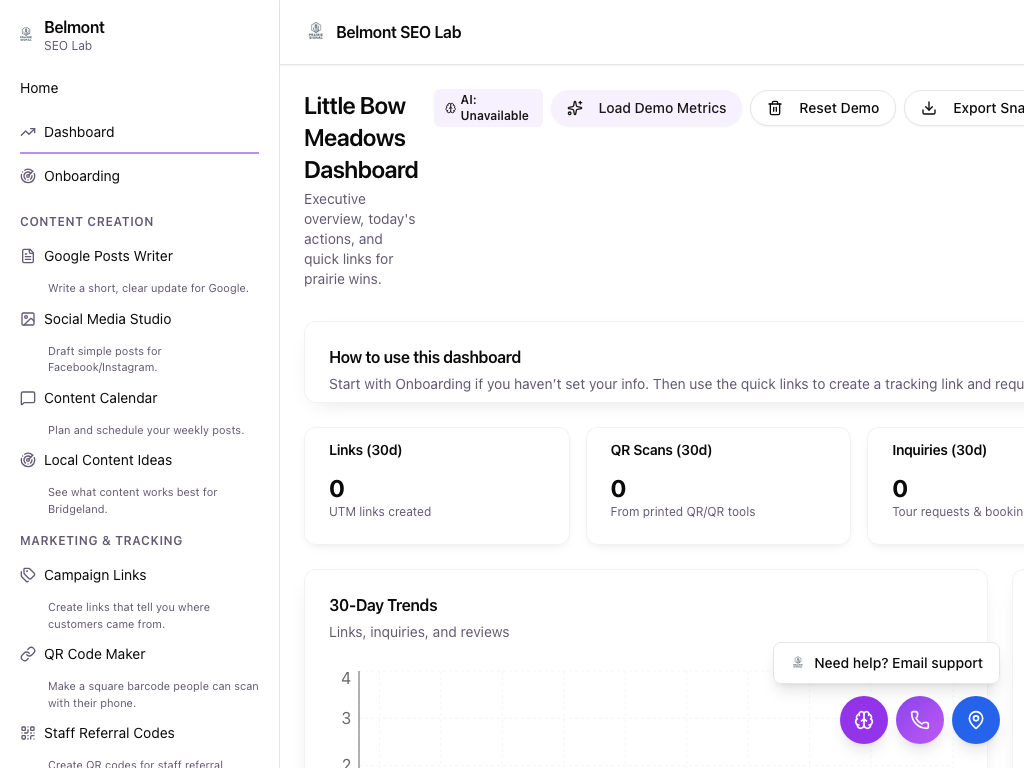 Belmont
SEO Lab
Home
Dashboard
Onboarding
CONTENT CREATION
Google Posts Writer
Write a short, clear update for Google.
Social Media Studio
Draft simple posts for
Facebook/Instagram.
Content Calendar
Plan and schedule your weekly posts.
Local Content Ideas
See what content works best for
Bridgeland.
MARKETING & TRACKING
Campaign Links
Create links that tell you where
customers came from.
QR Code Maker
Make a square barcode people can scan
with their phone.
Staff Referral Codes
Create QR codes for staff referral
Belmont SEO Lab
Little Bow
Meadows
Dashboard
Executive
overview, today's
actions, and
quick links for
prairie wins.
AI:
Unavailable
Load Demo Metrics
Reset Demo
Export Sna
How to use this dashboard
Start with Onboarding if you haven’t set your info. Then use the quick links to create a tracking link and requ
Links (30d)
0
UTM links created
QR Scans (30d)
0
From printed QR/QR tools
Inquiries (30d)
0
Tour requests & bookin
30-Day Trends
Links, inquiries, and reviews
4
3
2
Need help? Email support